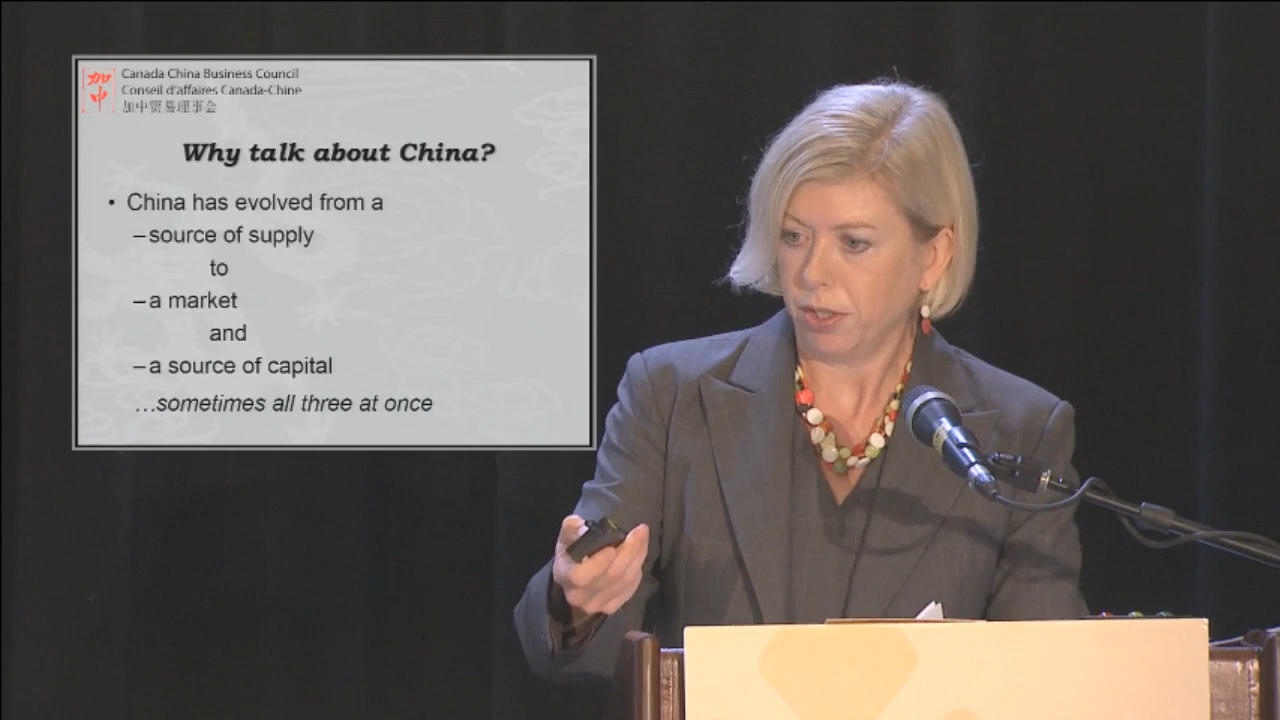 加中
Canada China Business Council
Conseil d'affaires Canada-Chine
加中贸易理事会
Why talk about China?
• China has evolved from a
–source of supply
to
–a market
and
–a source of capital
…sometimes all three at once